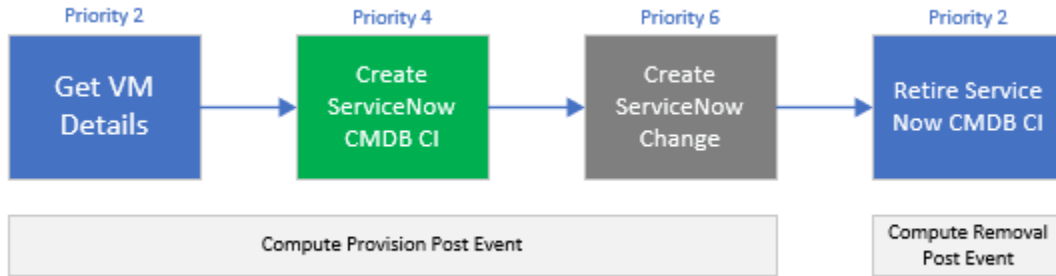 Priority 2
Priority 4
Priority 6
Priority 2
Get VM
Details
Create
ServiceNow
CMDB CI
Create
ServiceNow
Change
Retire Service
Now CMDB CI
Compute Provision Post Event
Compute Removal
Post Event